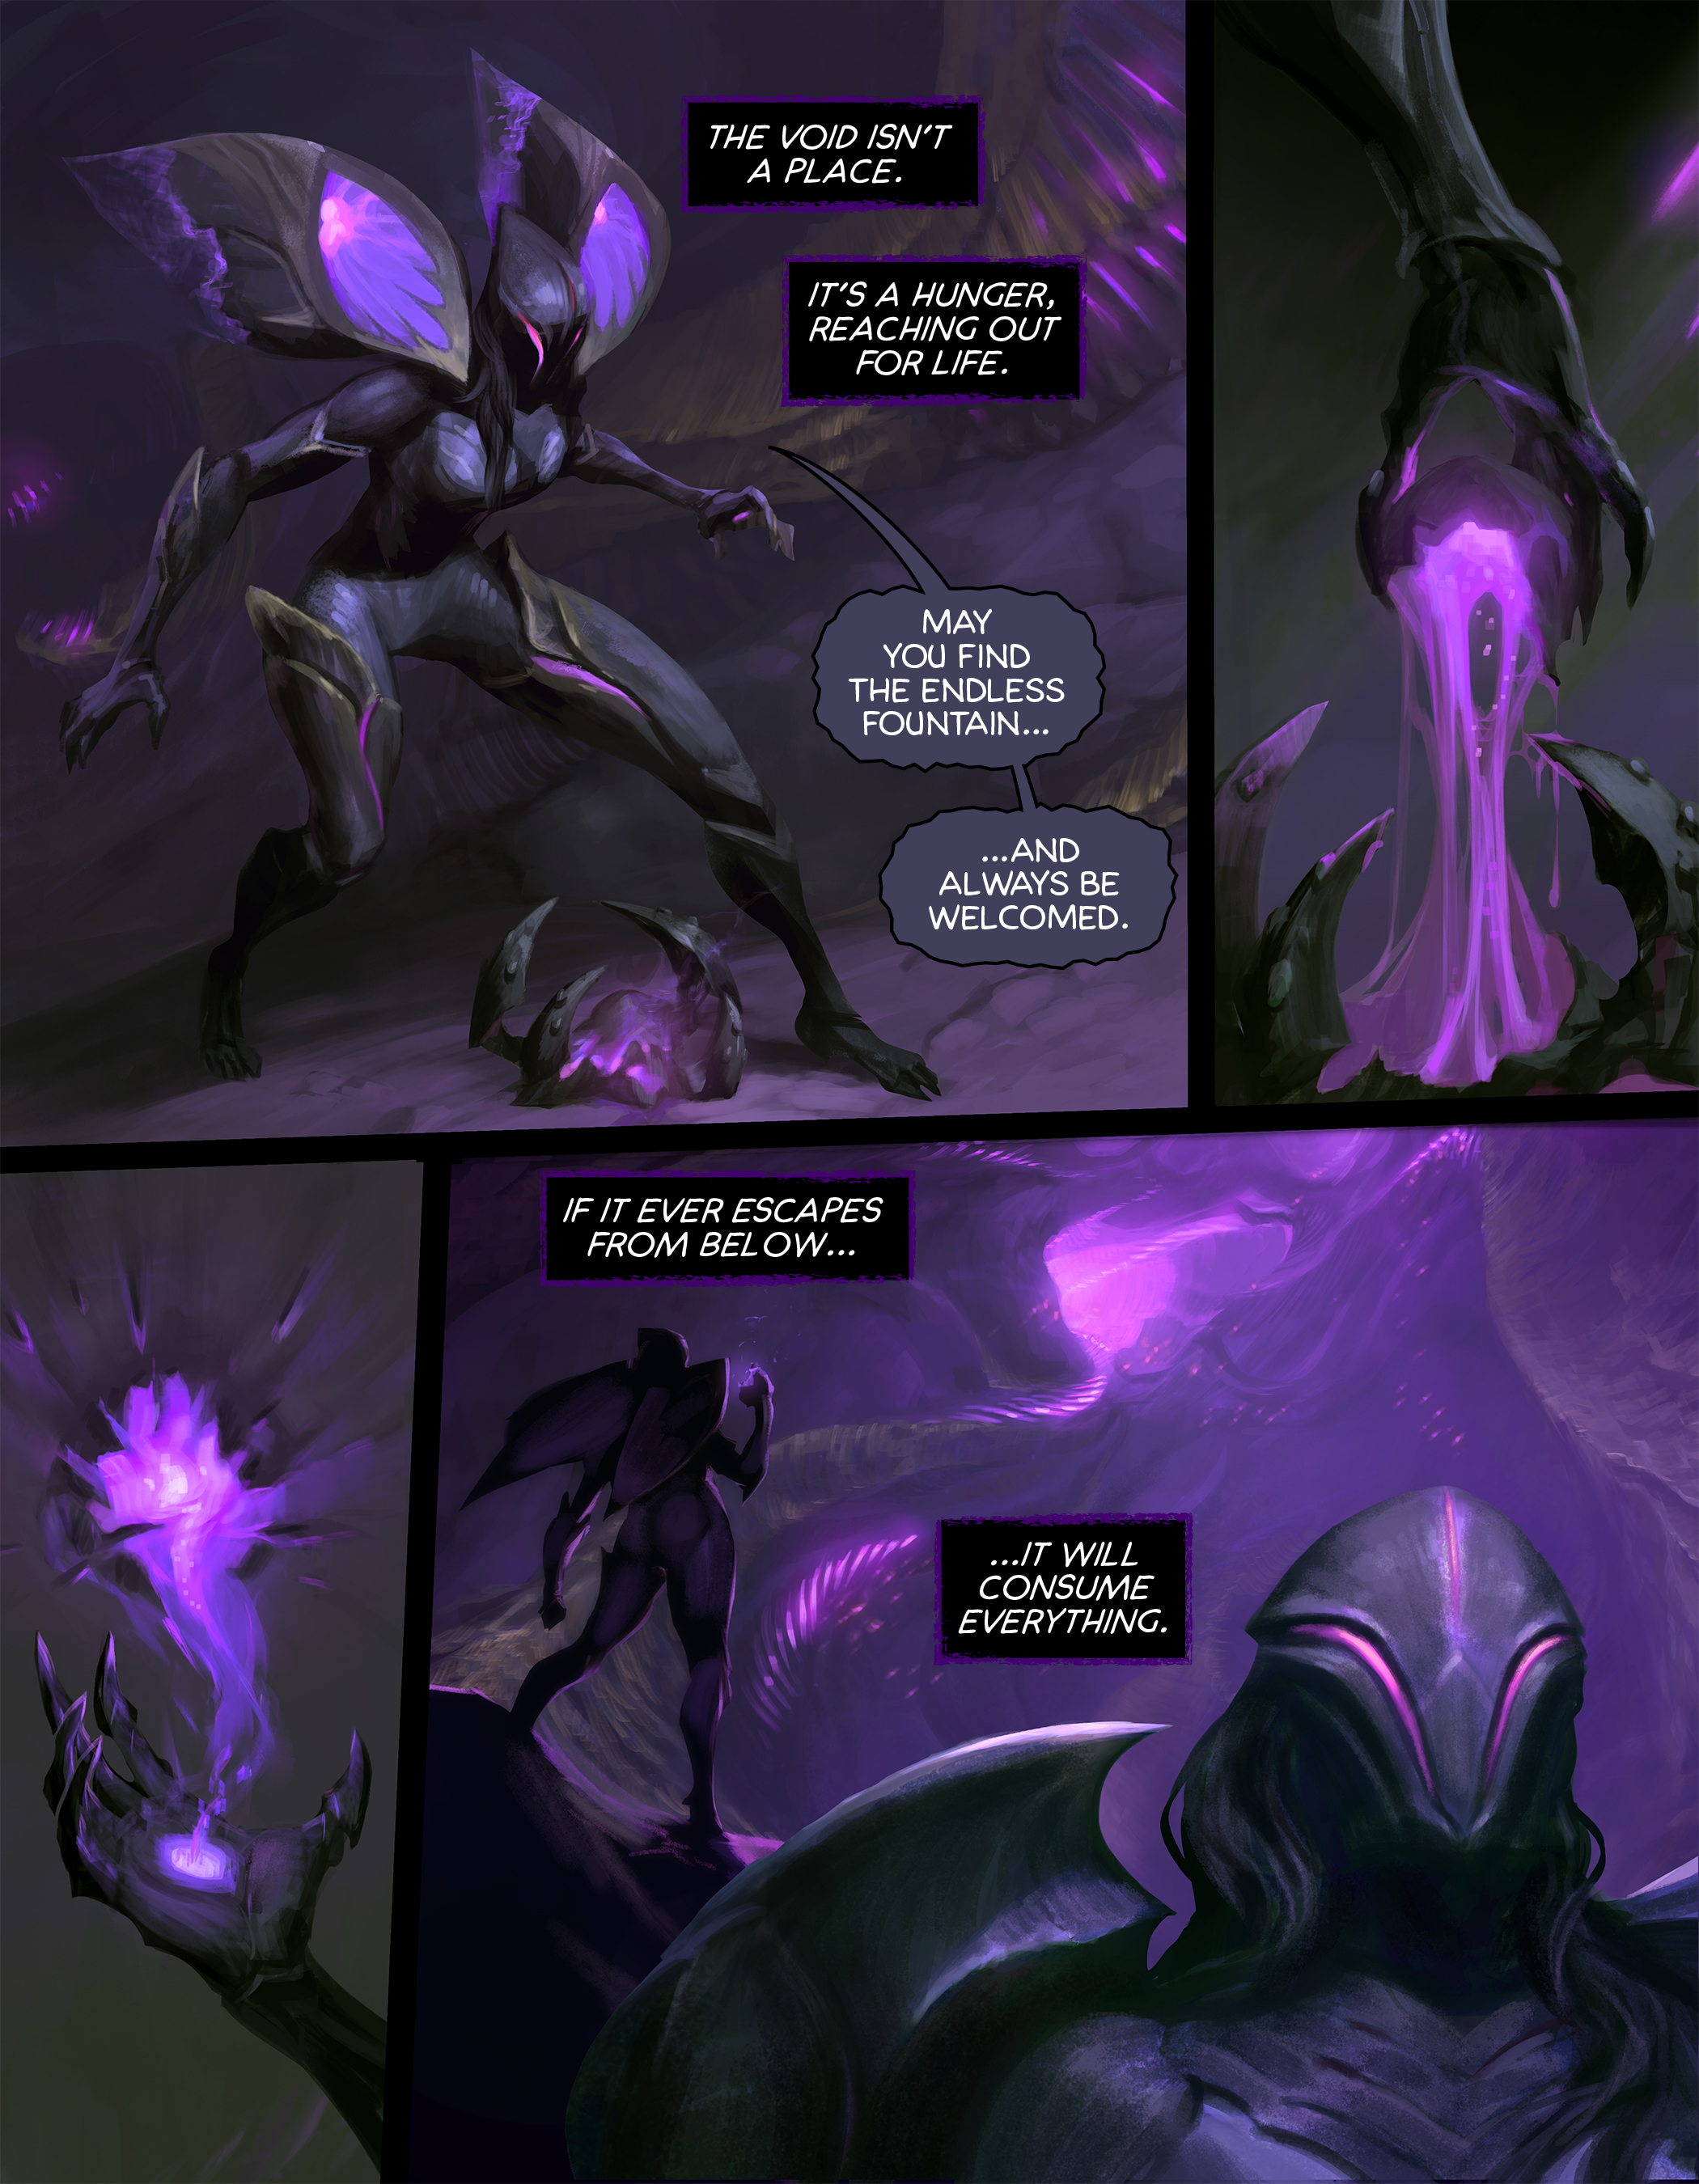 THE VOID ISN'T
A PLACE.
IT'S A HUNGER,
REACHING OUT
FOR LIFE.
MAY
YOU FIND
THE ENDLESS
FOUNTAIN...
...AND
ALWAYS BE
WELCOMED.
IF IT EVER ESCAPES
FROM BELOW...
...IT WILL
CONSUME
EVERYTHING.